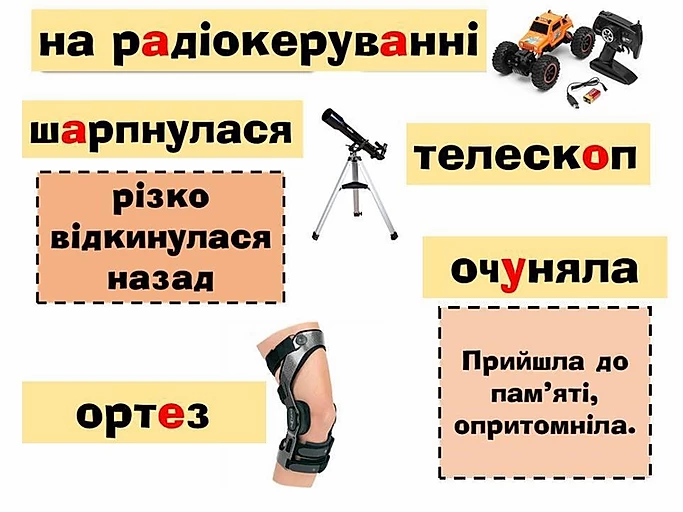 на радіокеруванні
шарпнулася
різко
відкинулася
назад
телескоп
очуняла
Прийшла до
пам’яті,
опритомніла.
ортез